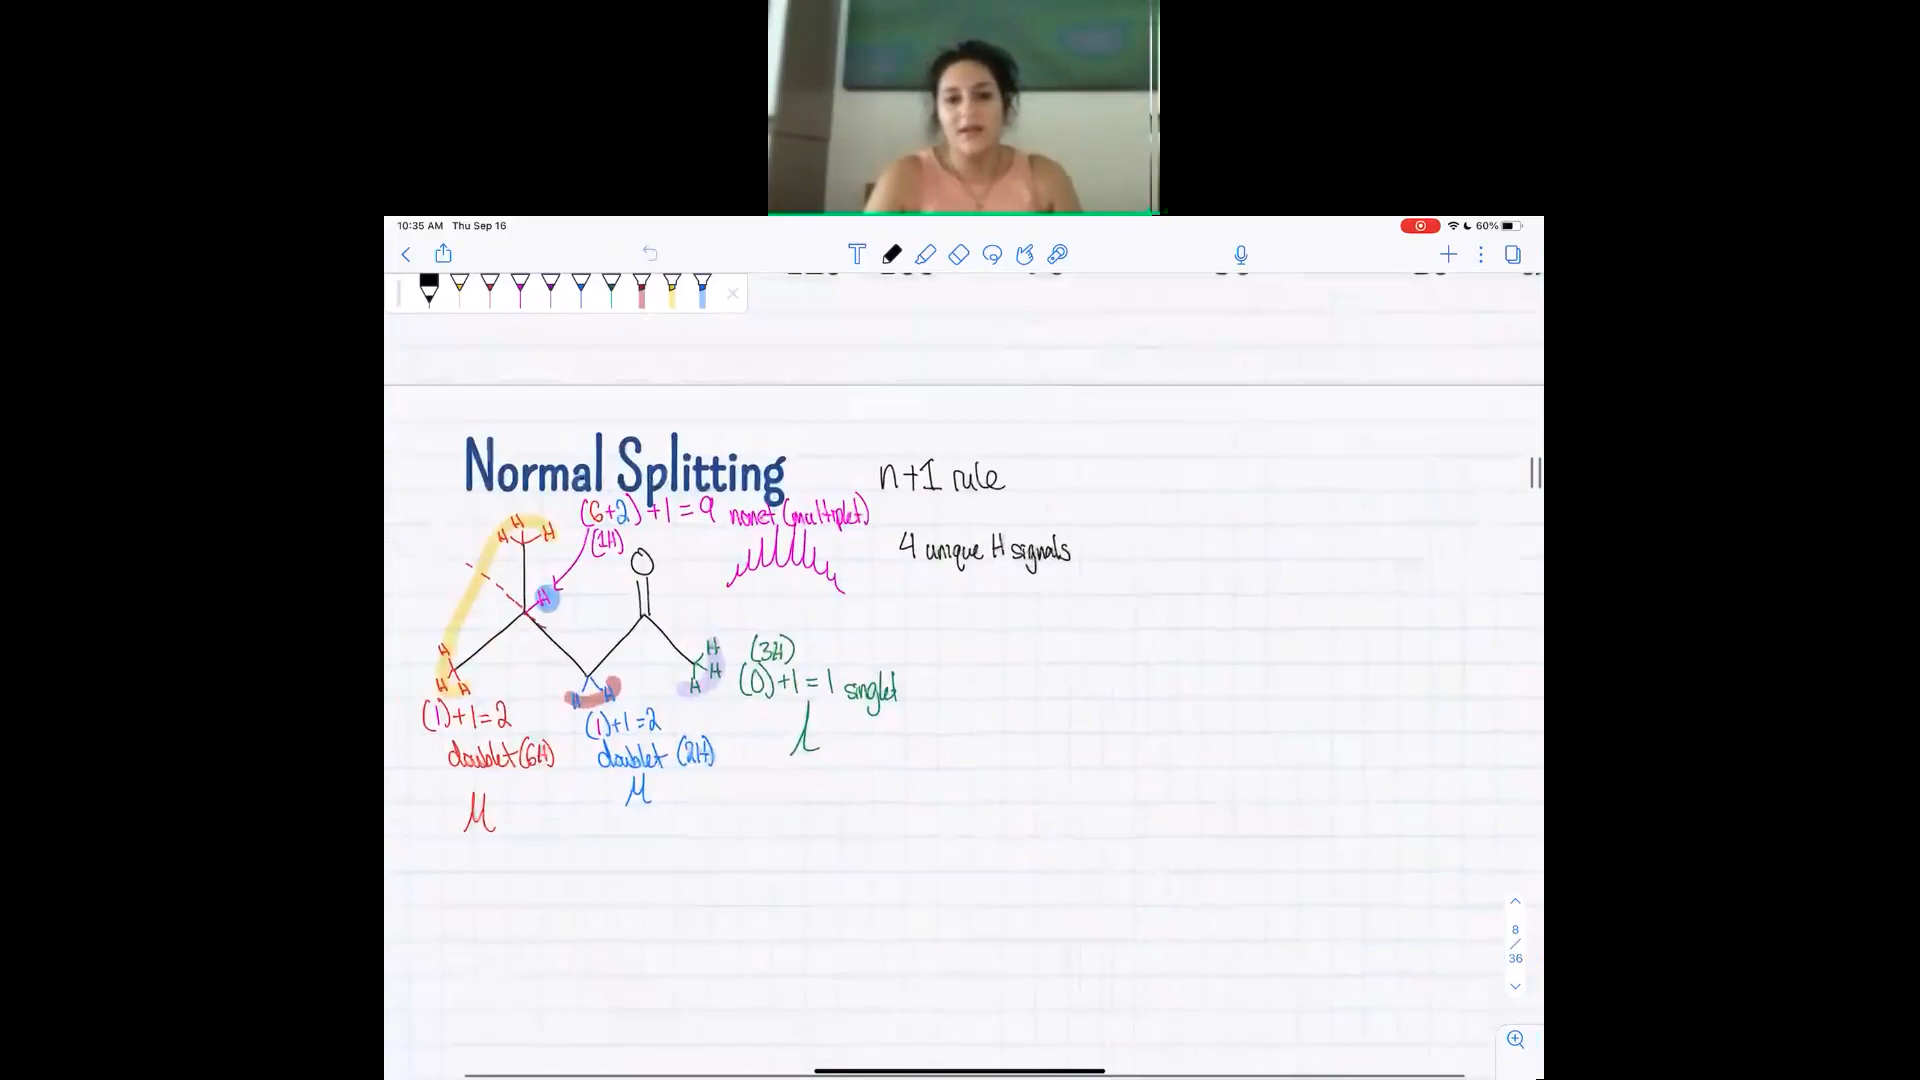 10:35 AM Thu Sep 16
60%
Normal Splitting
n+1 rule
(6+2)+1=9 nonet (multiplet)
(1H)
4 unique H signals
H
H H
H
O
H
H H
H H
H
H
H
(3H)
(0)+1=1 singlet
(1)+1=2
doublet (6H)
(1)+1=2
doublet (2H)
8
/
36